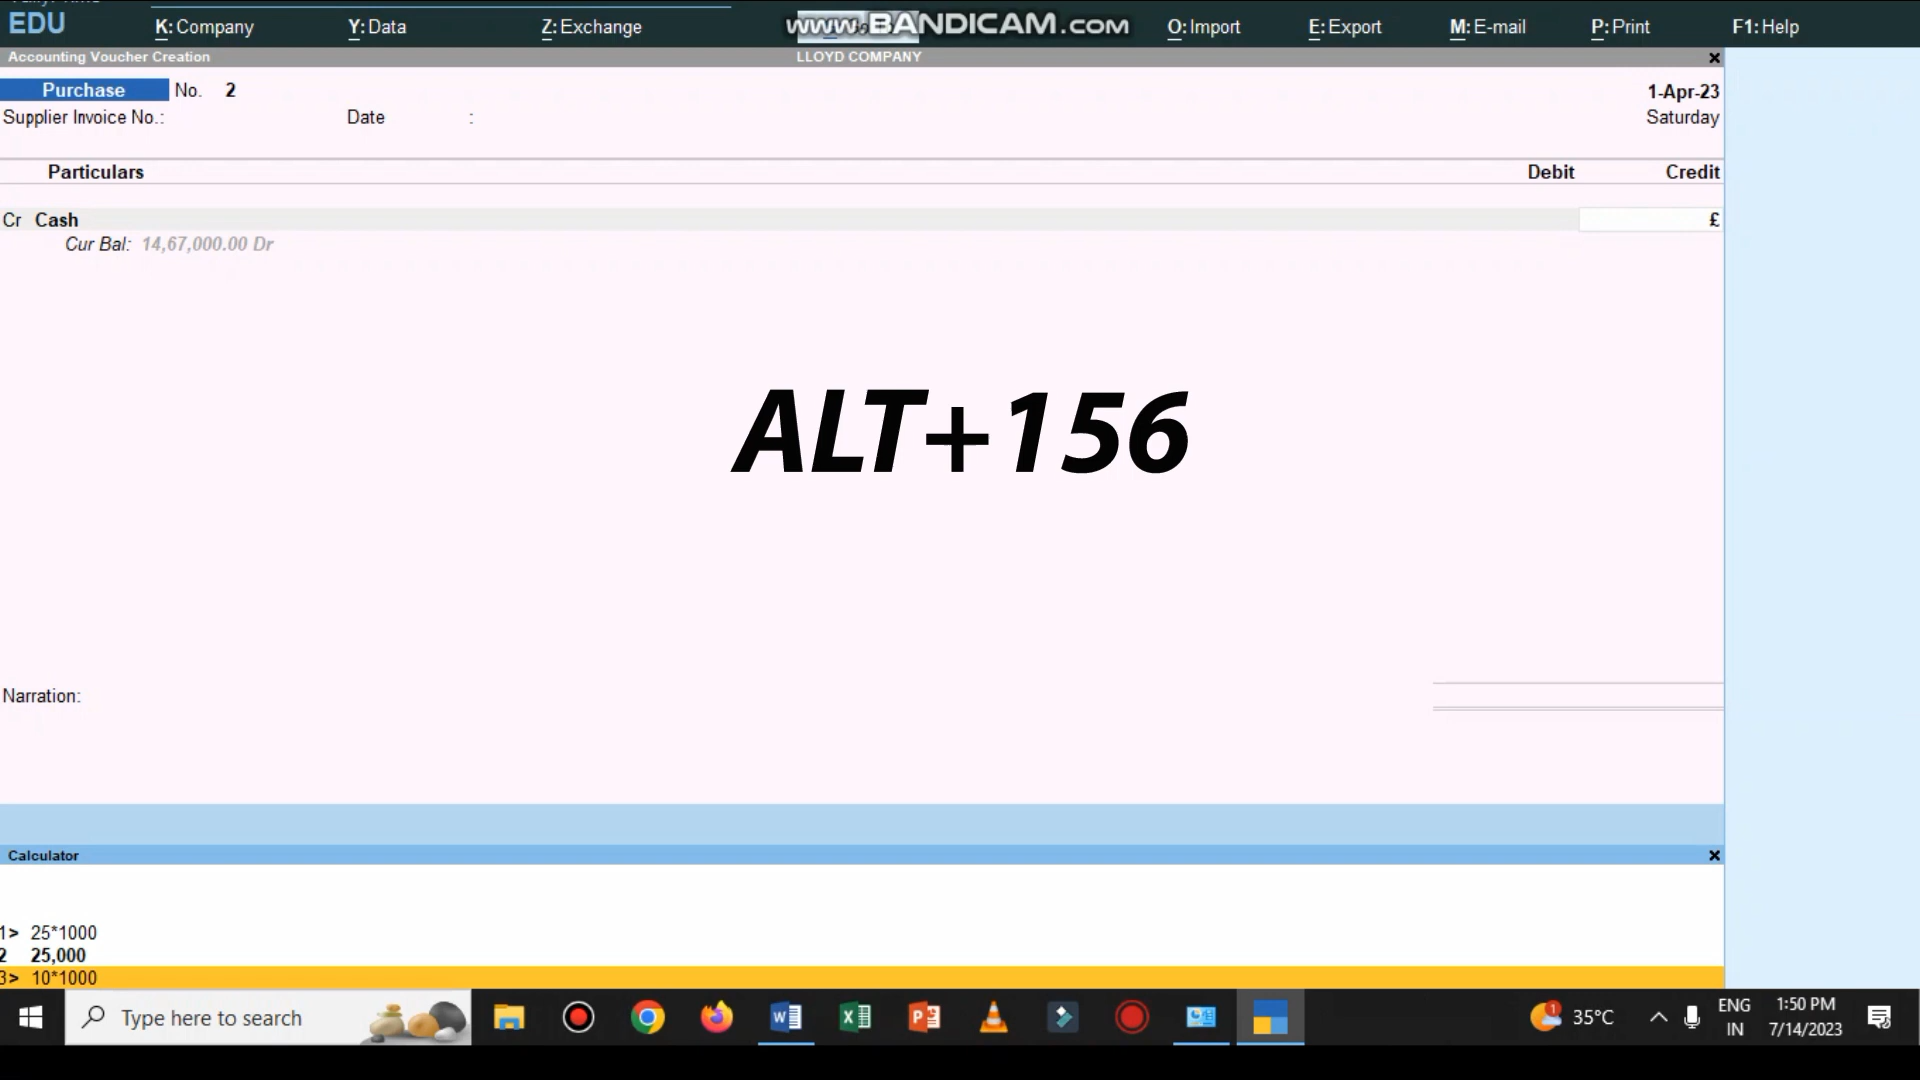 EDU K: Company Y: Data Z: Exchange www.BANDICAM.com O: Import E: Export M: E-mail P: Print F1: Help
Accounting Voucher Creation LLOYD COMPANY x
Purchase No. 2 1-Apr-23
Supplier Invoice No.: Date : Saturday
Particulars Debit Credit
Cr Cash £
Cur Bal: 14,67,000.00 Dr
ALT+156
Narration:
Calculator x
1> 25*1000
2 25,000
3> 10*1000
Type here to search 1 35°C ENG 1:50 PM
IN 7/14/2023